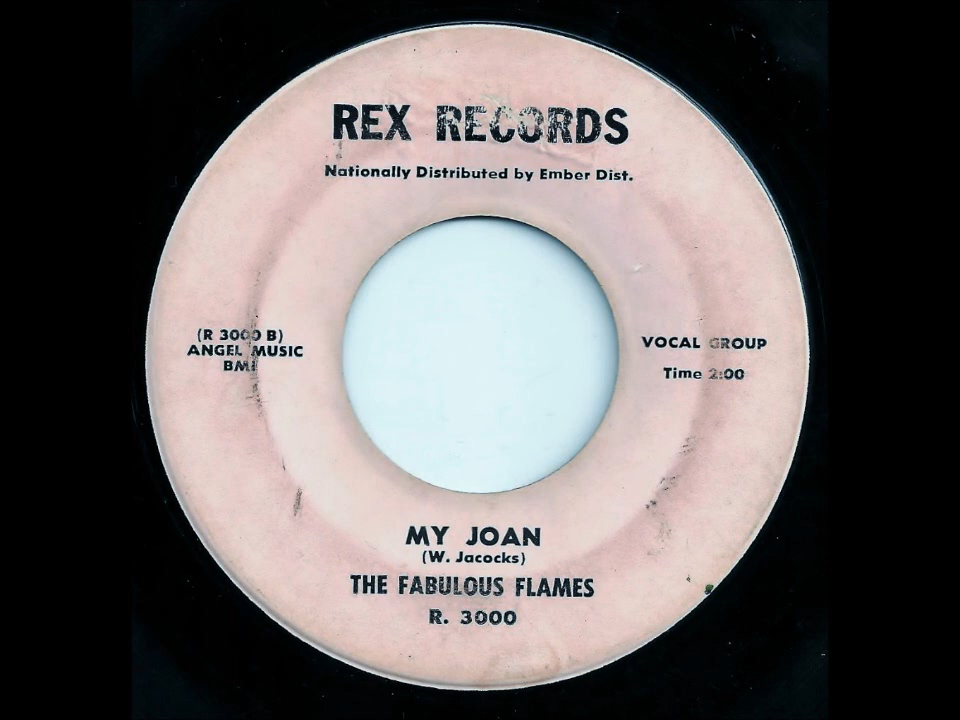 REX RECORDS
Nationally Distributed by Ember Dist.
(R 3000 B)
ANGEL MUSIC
BMI
VOCAL GROUP
Time 2:00
MY JOAN
(W. Jacocks)
THE FABULOUS FLAMES
R. 3000